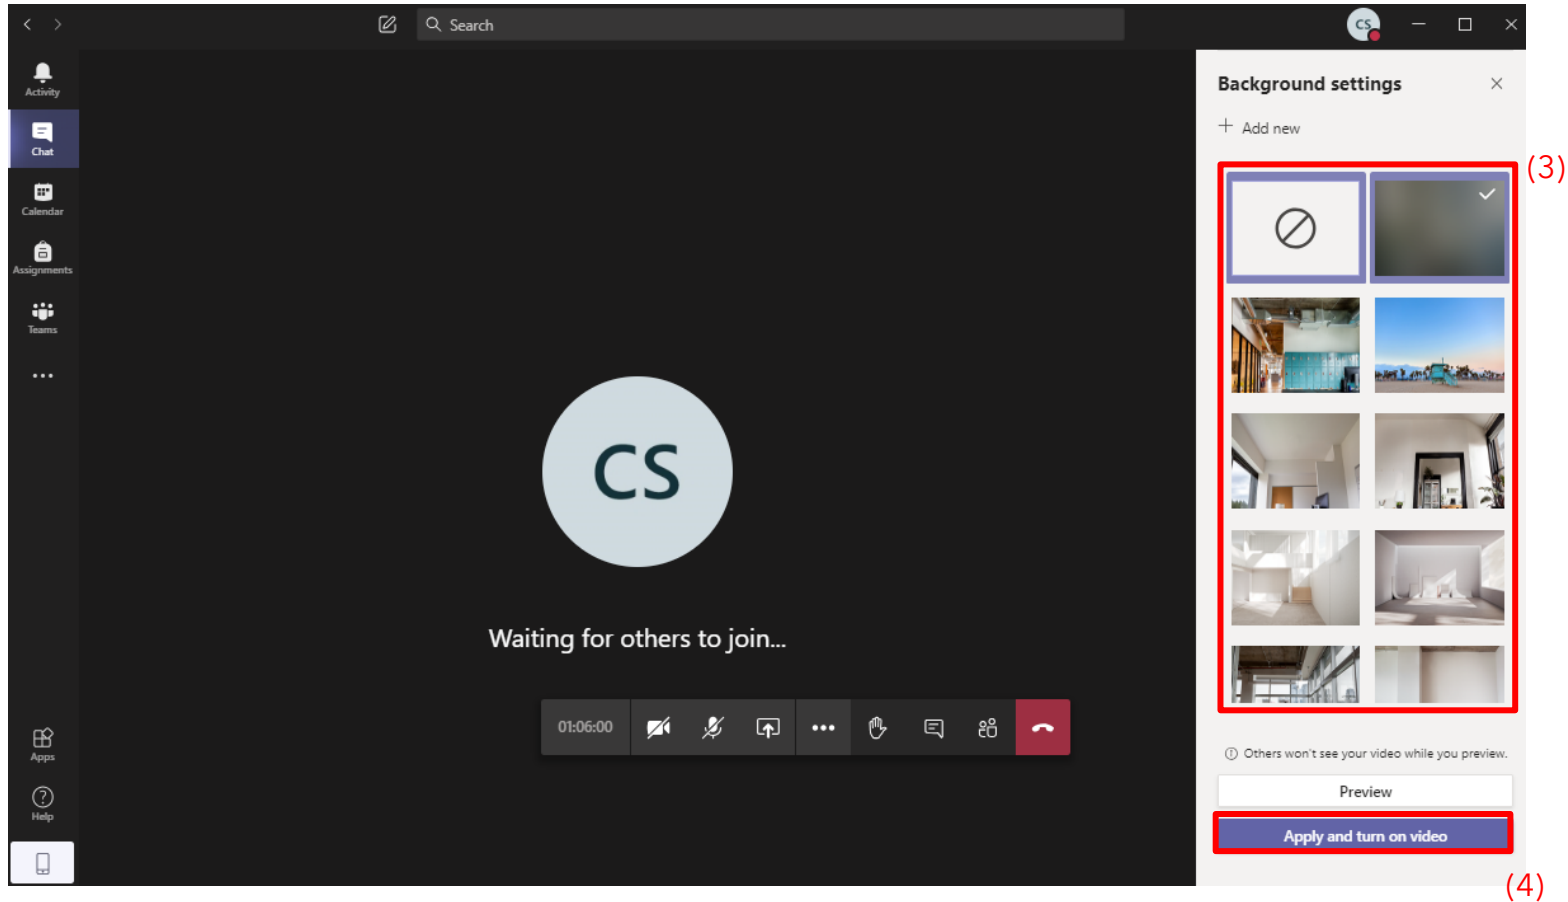 Search
CS
Activity
Chat
Calendar
Assignments
Teams
Apps
Help
CS
Waiting for others to join...
01:06:00
Background settings
Add new
(3)
Others won't see your video while you preview.
Preview
Apply and turn on video
(4)